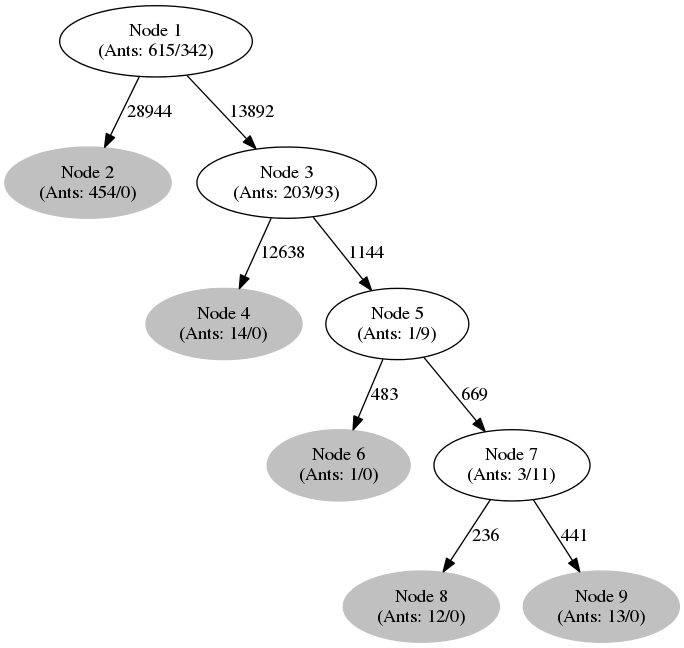 Node 1
(Ants: 615/342)
28944
13892
Node 2
(Ants: 454/0)
Node 3
(Ants: 203/93)
12638
1144
Node 4
(Ants: 14/0)
Node 5
(Ants: 1/9)
483
669
Node 6
(Ants: 1/0)
Node 7
(Ants: 3/11)
236
441
Node 8
(Ants: 12/0)
Node 9
(Ants: 13/0)